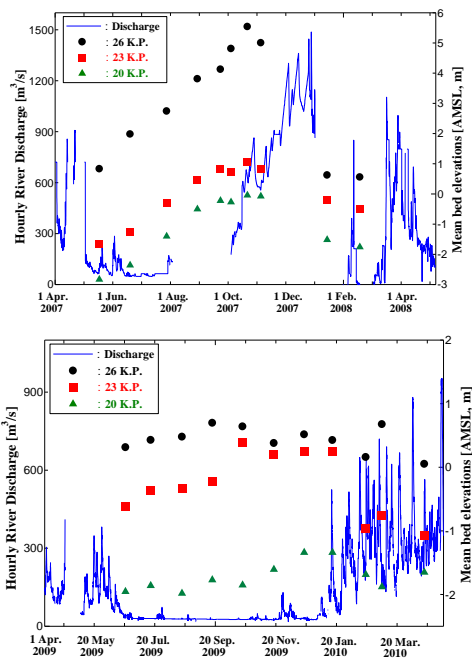 Hourly River Discharge [m³/s]
1500
1200
900
600
300
0
: Discharge
: 26 K.P.
: 23 K.P.
: 20 K.P.
6
5
4
3
2
1
-0
-1
-2
-3
Mean bed elevations [AMSL, m]
1 Apr. 1 Jun. 1 Aug. 1 Oct. 1 Dec. 1 Feb. 1 Apr.
2007 2007 2007 2007 2007 2008 2008
Hourly River Discharge [m³/s]
900
600
300
0
: Discharge
: 26 K.P.
: 23 K.P.
: 20 K.P.
2
1
0
-1
-2
Mean bed elevations [AMSL, m]
1 Apr. 20 May 20 Jul. 20 Sep. 20 Nov. 20 Jan. 20 Mar.
2009 2009 2009 2009 2009 2010 2010